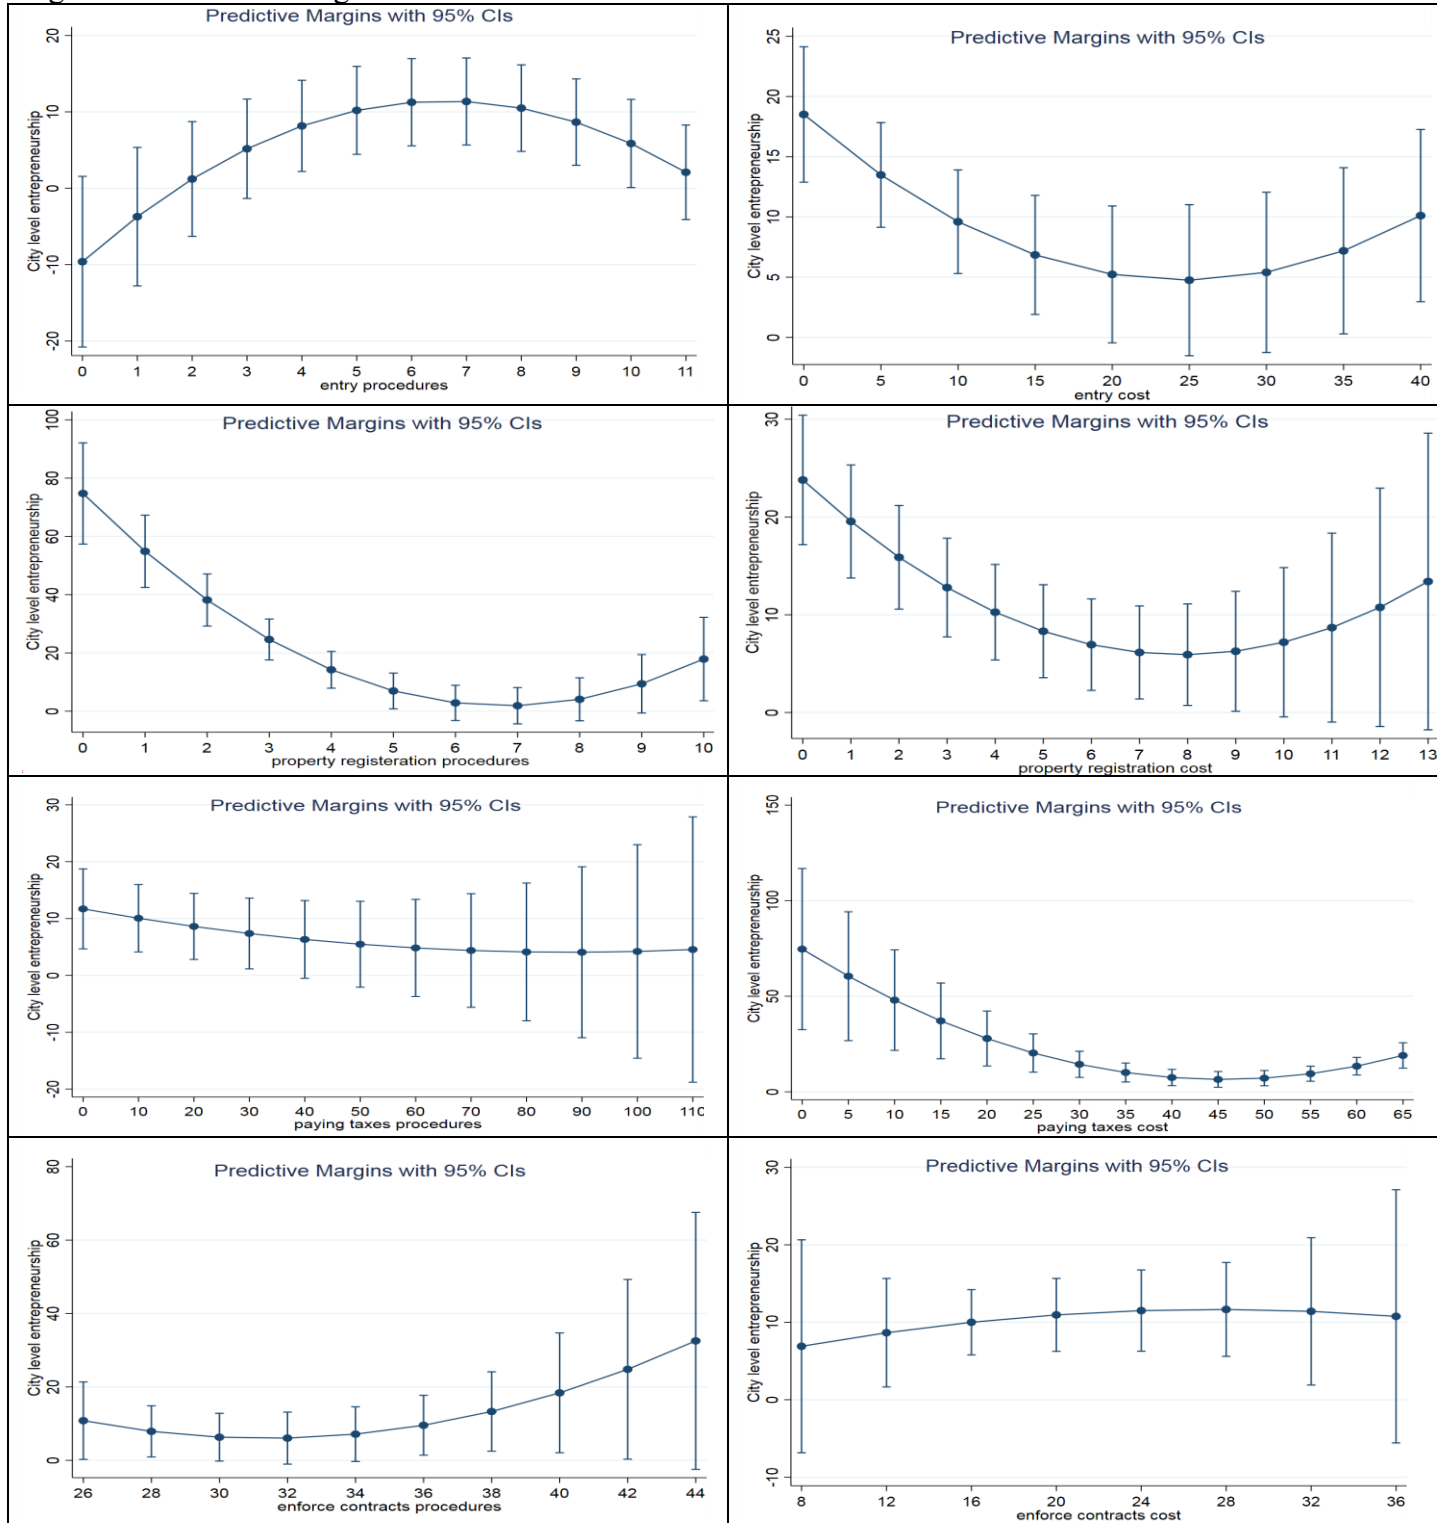 Predictive Margins with 95% CIs
City level entrepreneurship
20
10
0
-10
-20
0 1 2 3 4 5 6 7 8 9 10 11
entry procedures
Predictive Margins with 95% CIs
City level entrepreneurship
25
20
15
10
5
0
0 5 10 15 20 25 30 35 40
entry cost
Predictive Margins with 95% CIs
City level entrepreneurship
100
80
60
40
20
0
0 1 2 3 4 5 6 7 8 9 10
property registeration procedures
Predictive Margins with 95% CIs
City level entrepreneurship
30
20
10
0
0 1 2 3 4 5 6 7 8 9 10 11 12 13
property registration cost
Predictive Margins with 95% CIs
City level entrepreneurship
30
20
10
0
-10
-20
0 10 20 30 40 50 60 70 80 90 100 110
paying taxes procedures
Predictive Margins with 95% CIs
City level entrepreneurship
150
100
50
0
0 5 10 15 20 25 30 35 40 45 50 55 60 65
paying taxes cost
Predictive Margins with 95% CIs
City level entrepreneurship
80
60
40
20
0
26 28 30 32 34 36 38 40 42 44
enforce contracts procedures
Predictive Margins with 95% CIs
City level entrepreneurship
30
20
10
0
-10
8 12 16 20 24 28 32 36
enforce contracts cost